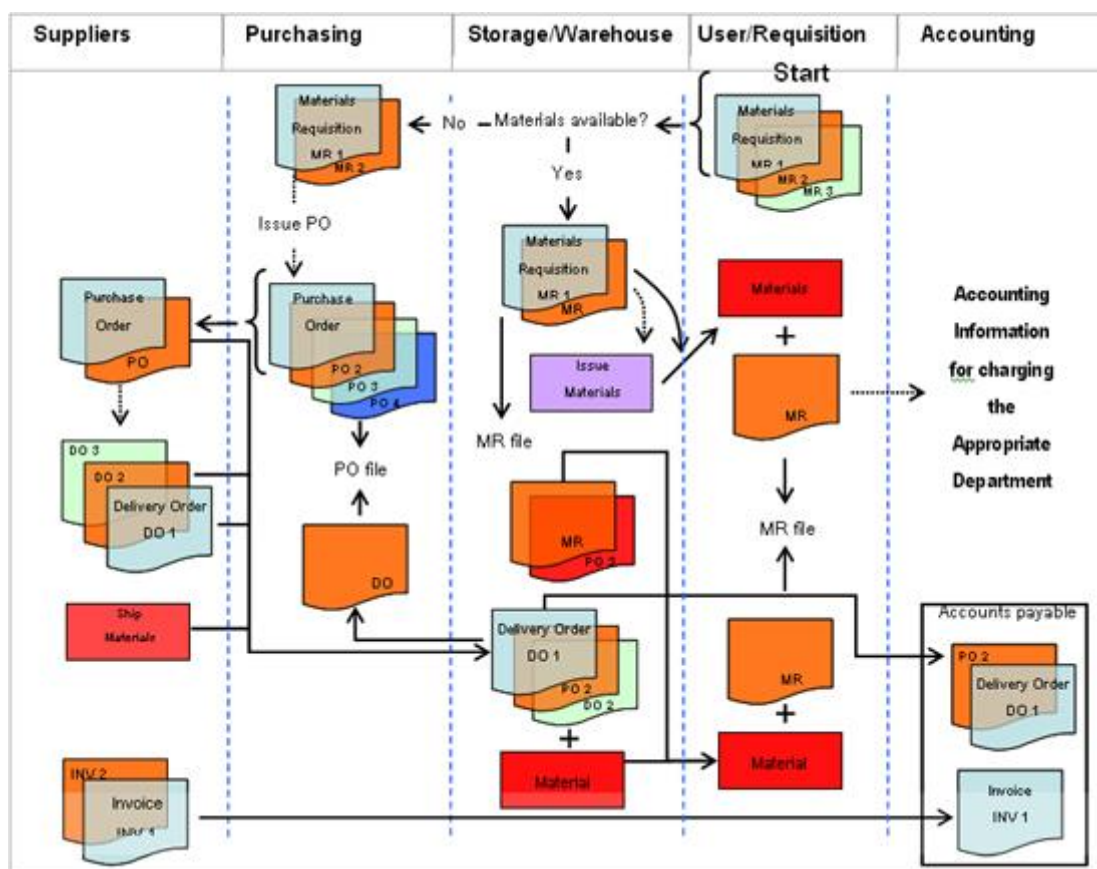 Suppliers
Purchasing
Storage/Warehouse
User/Requisition
Accounting
Start
Materials
Requisition
MR 1
MR 2
No
Materials available?
Materials
Requisition
MR 1
MR 2
MR 3
Yes
Issue PO
Materials
Requisition
MR 1
MR
Purchase
Order
PO
Purchase
Order
PO 2
PO 3
PO 4
Issue
Materials
Materials
+
MR
Accounting
Information
for charging
the
Appropriate
Department
MR file
PO file
DO 3
DO 2
Delivery Order
DO 1
DO
MR
PO 2
MR file
Ship
Materials
Delivery Order
DO 1
PO 2
DO 2
+
Material
MR
+
Material
Accounts payable
PO 2
Delivery Order
DO 1
INV 2
Invoice
INV 1
Invoice
INV 1